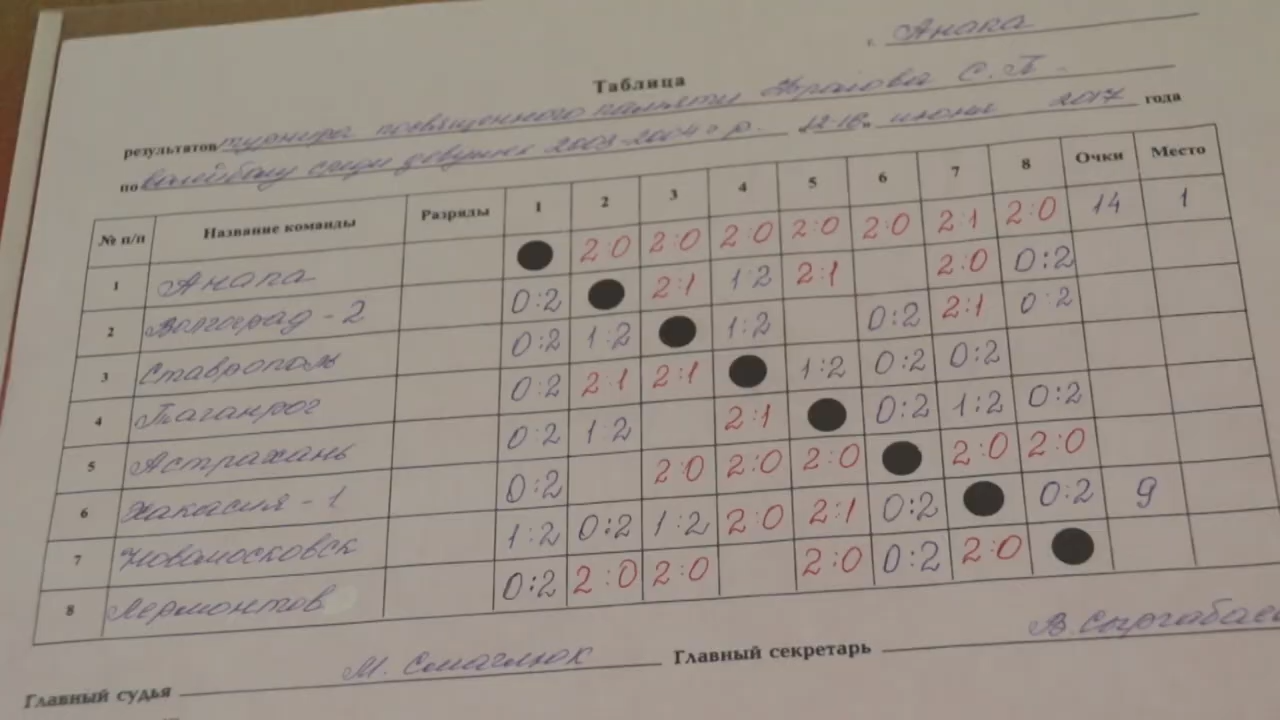 г. Анапа
Таблица
результатов турнира посвященного памяти С.П.
по волейболу среди девушек 2003-2004 г.р. 12-16 июня 2017 года
№ п/п Название команды Разряды 1 2 3 4 5 6 7 8 Очки Место
1 Анапа 2:0 2:0 2:0 2:0 2:0 2:1 2:0 14 1
2 Волгоград-2 0:2 2:1 1:2 2:1 2:0 0:2
3 Ставрополь 0:2 1:2 1:2 0:2 2:1 0:2
4 Таганрог 0:2 2:1 2:1 1:2 0:2 0:2
5 Астрахань 0:2 1:2 2:1 0:2 1:2 0:2
6 Хакасия-1 0:2 2:0 2:0 2:0 2:0 2:0
7 Новомосковск 1:2 0:2 1:2 2:0 2:1 0:2 0:2 9
8 Лермонтов 0:2 2:0 2:0 2:0 0:2 2:0
Главный судья М. Смаглюк Главный секретарь